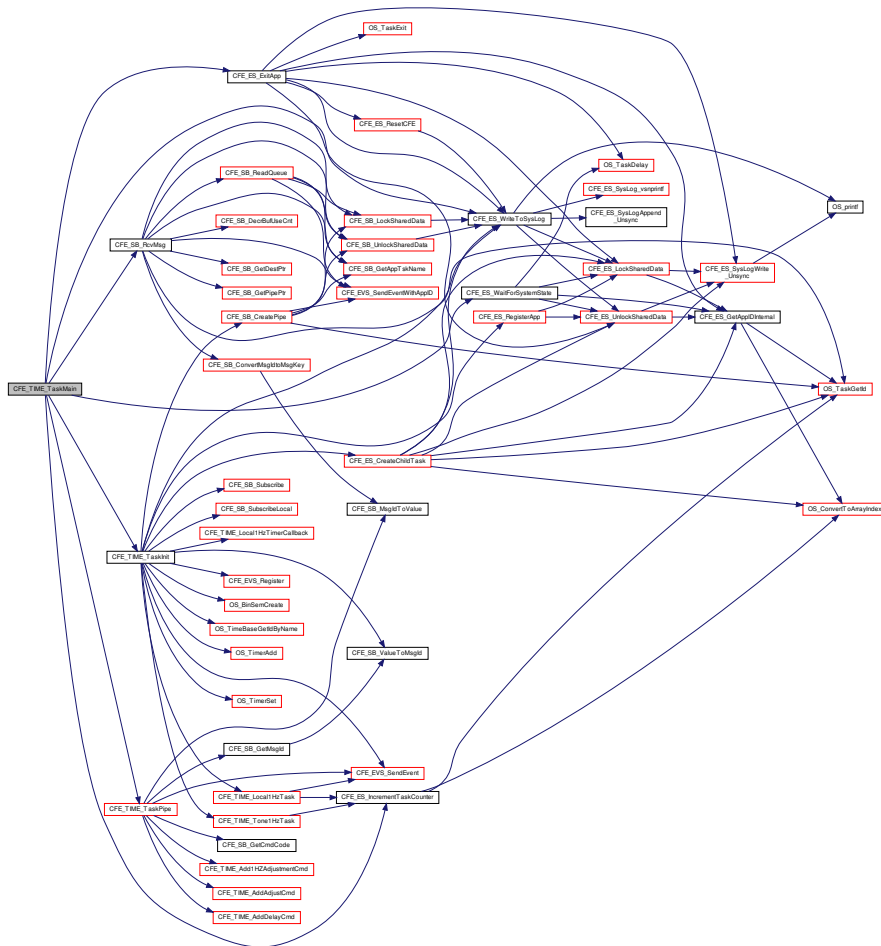 OS_TaskExit
CFE_ES_ExitApp
CFE_ES_ResetCFE
OS_TaskDelay
CFE_SB_ReadQueue
CFE_ES_SysLog_vsnprintf
OS_printf
CFE_SB_DecrBufUseCnt
CFE_SB_LockSharedData
CFE_ES_WriteToSysLog
CFE_ES_SysLogAppend
_Unsync
CFE_SB_RcvMsg
CFE_SB_UnlockSharedData
CFE_SB_GetDestPtr
CFE_SB_GetAppTskName
CFE_ES_LockSharedData
CFE_ES_SysLogWrite
_Unsync
CFE_SB_GetPipePtr
CFE_EVS_SendEventWithAppID
CFE_ES_WaitForSystemState
CFE_SB_CreatePipe
CFE_ES_RegisterApp
CFE_ES_UnlockSharedData
CFE_ES_GetAppIDInternal
CFE_SB_ConvertMsgIdtoMsgKey
CFE_TIME_TaskMain
OS_TaskGetId
CFE_ES_CreateChildTask
CFE_SB_Subscribe
CFE_SB_SubscribeLocal
CFE_SB_MsgIdToValue
OS_ConvertToArrayIndex
CFE_TIME_Local1HzTimerCallback
CFE_TIME_TaskInit
CFE_EVS_Register
OS_BinSemCreate
OS_TimeBaseGetIdByName
OS_TimerAdd
CFE_SB_ValueToMsgId
OS_TimerSet
CFE_SB_GetMsgId
CFE_EVS_SendEvent
CFE_TIME_Local1HzTask
CFE_ES_IncrementTaskCounter
CFE_TIME_TaskPipe
CFE_TIME_Tone1HzTask
CFE_SB_GetCmdCode
CFE_TIME_Add1HZAdjustmentCmd
CFE_TIME_AddAdjustCmd
CFE_TIME_AddDelayCmd